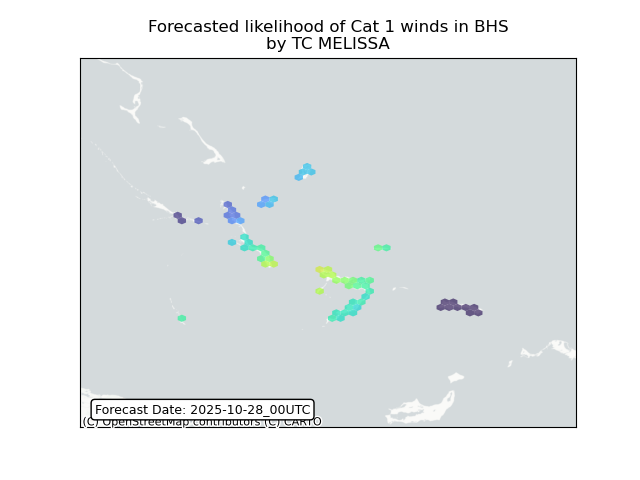 Forecasted likelihood of Cat 1 winds in BHS
by TC MELISSA
Forecast Date: 2025-10-28_00UTC
(C) OpenStreetMap contributors (C) CARTO